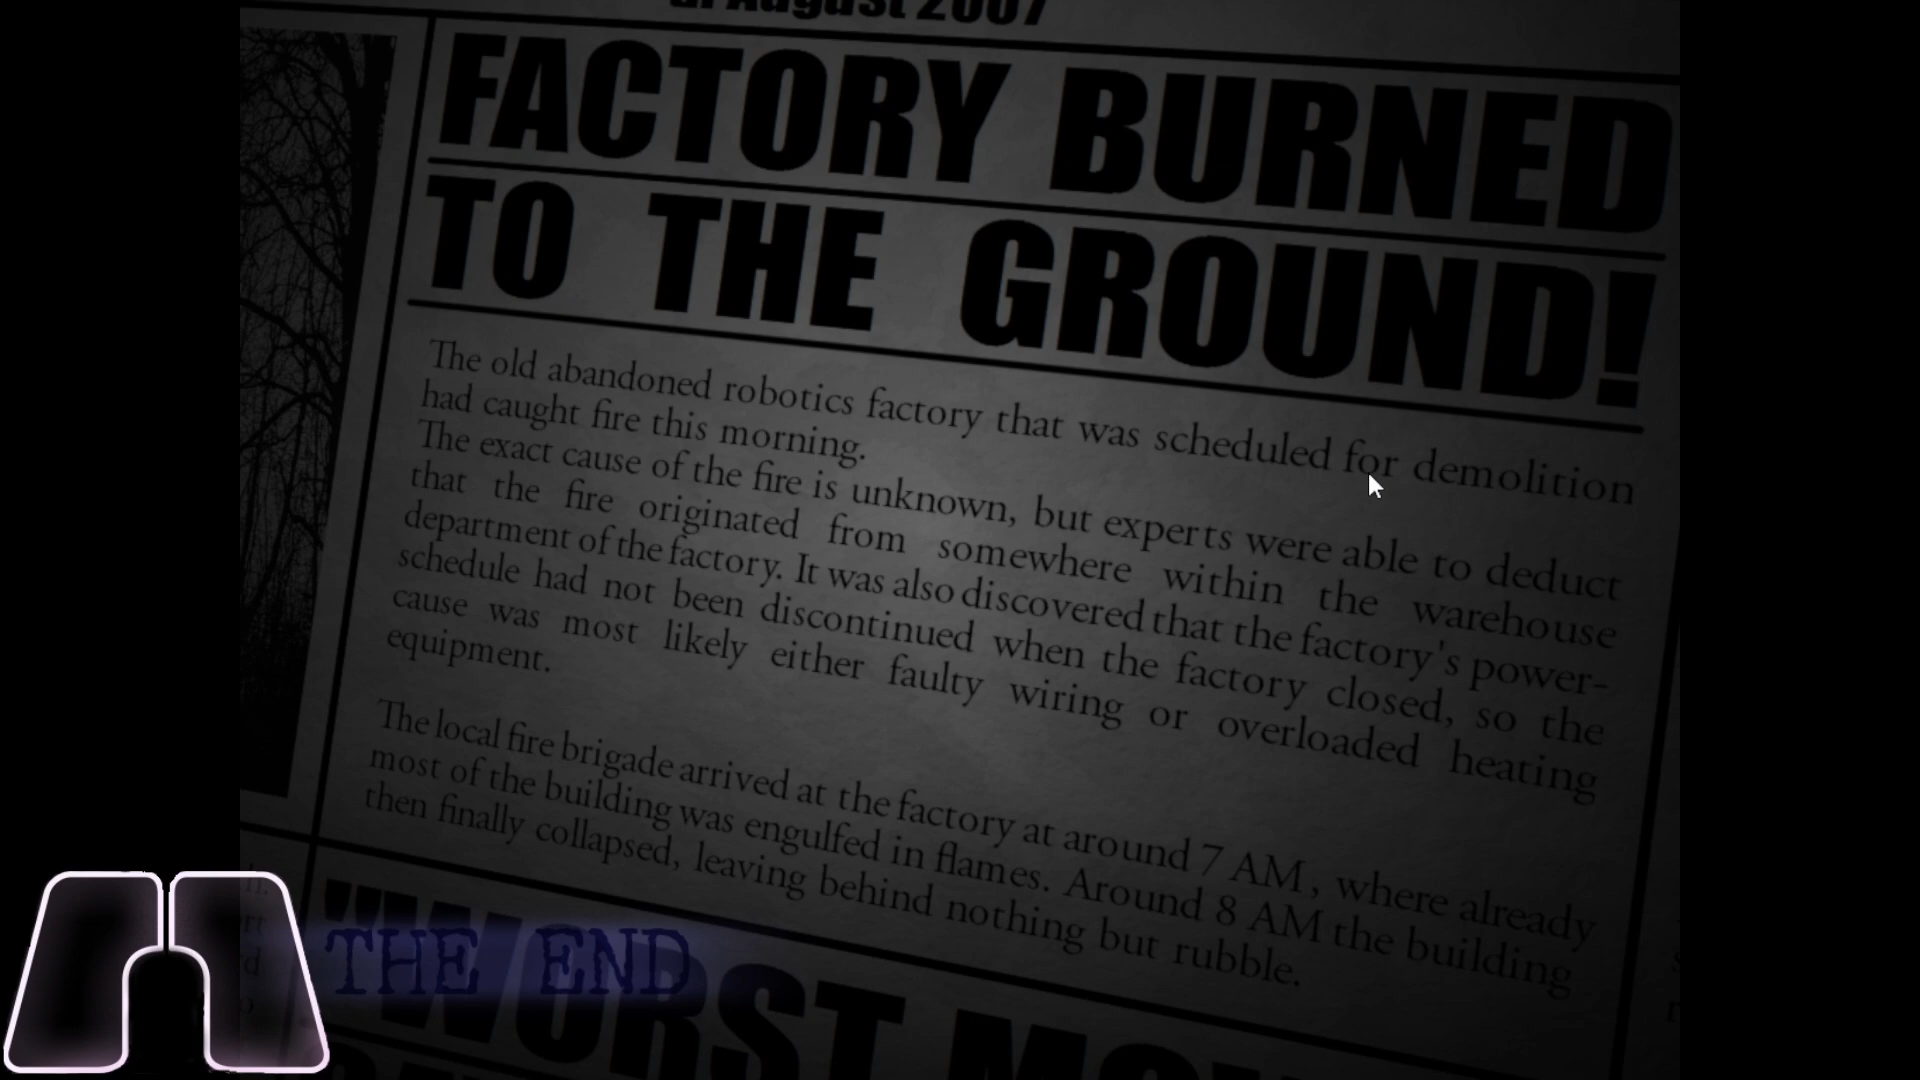 August 2007
FACTORY BURNED
TO THE GROUND!
The old abandoned robotics factory that was scheduled for demolition
had caught fire this morning.
The exact cause of the fire is unknown, but experts were able to deduct
that the fire originated from somewhere within the warehouse
department of the factory. It was also discovered that the factory's power-
schedule had not been discontinued when the factory closed, so the
cause was most likely either faulty wiring or overloaded heating
equipment.
The local fire brigade arrived at the factory at around 7 AM, where already
most of the building was engulfed in flames. Around 8 AM the building
then finally collapsed, leaving behind nothing but rubble.
THE END
"WORST